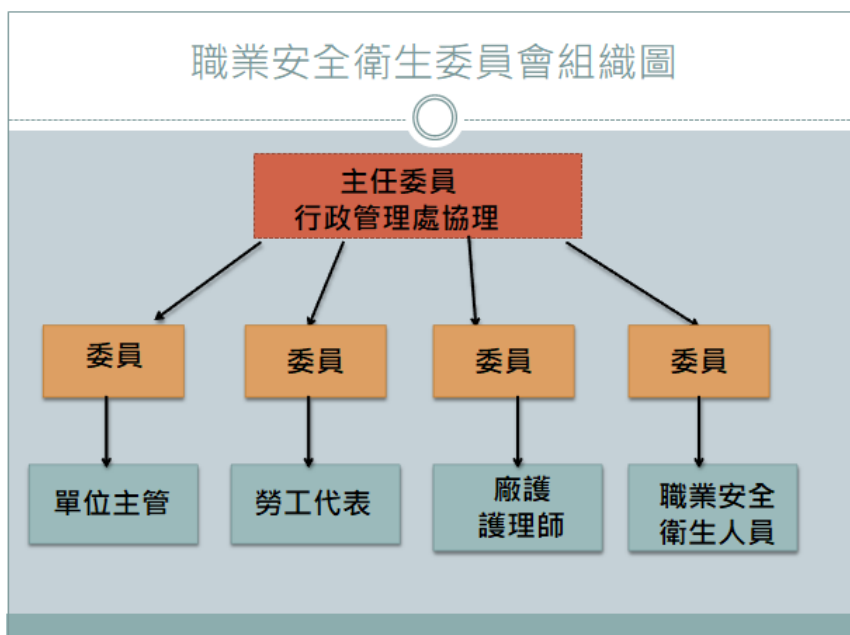 職業安全衛生委員會組織圖
主任委員
行政管理處協理
委員
委員
委員
委員
單位主管
勞工代表
廠護
護理師
職業安全
衛生人員